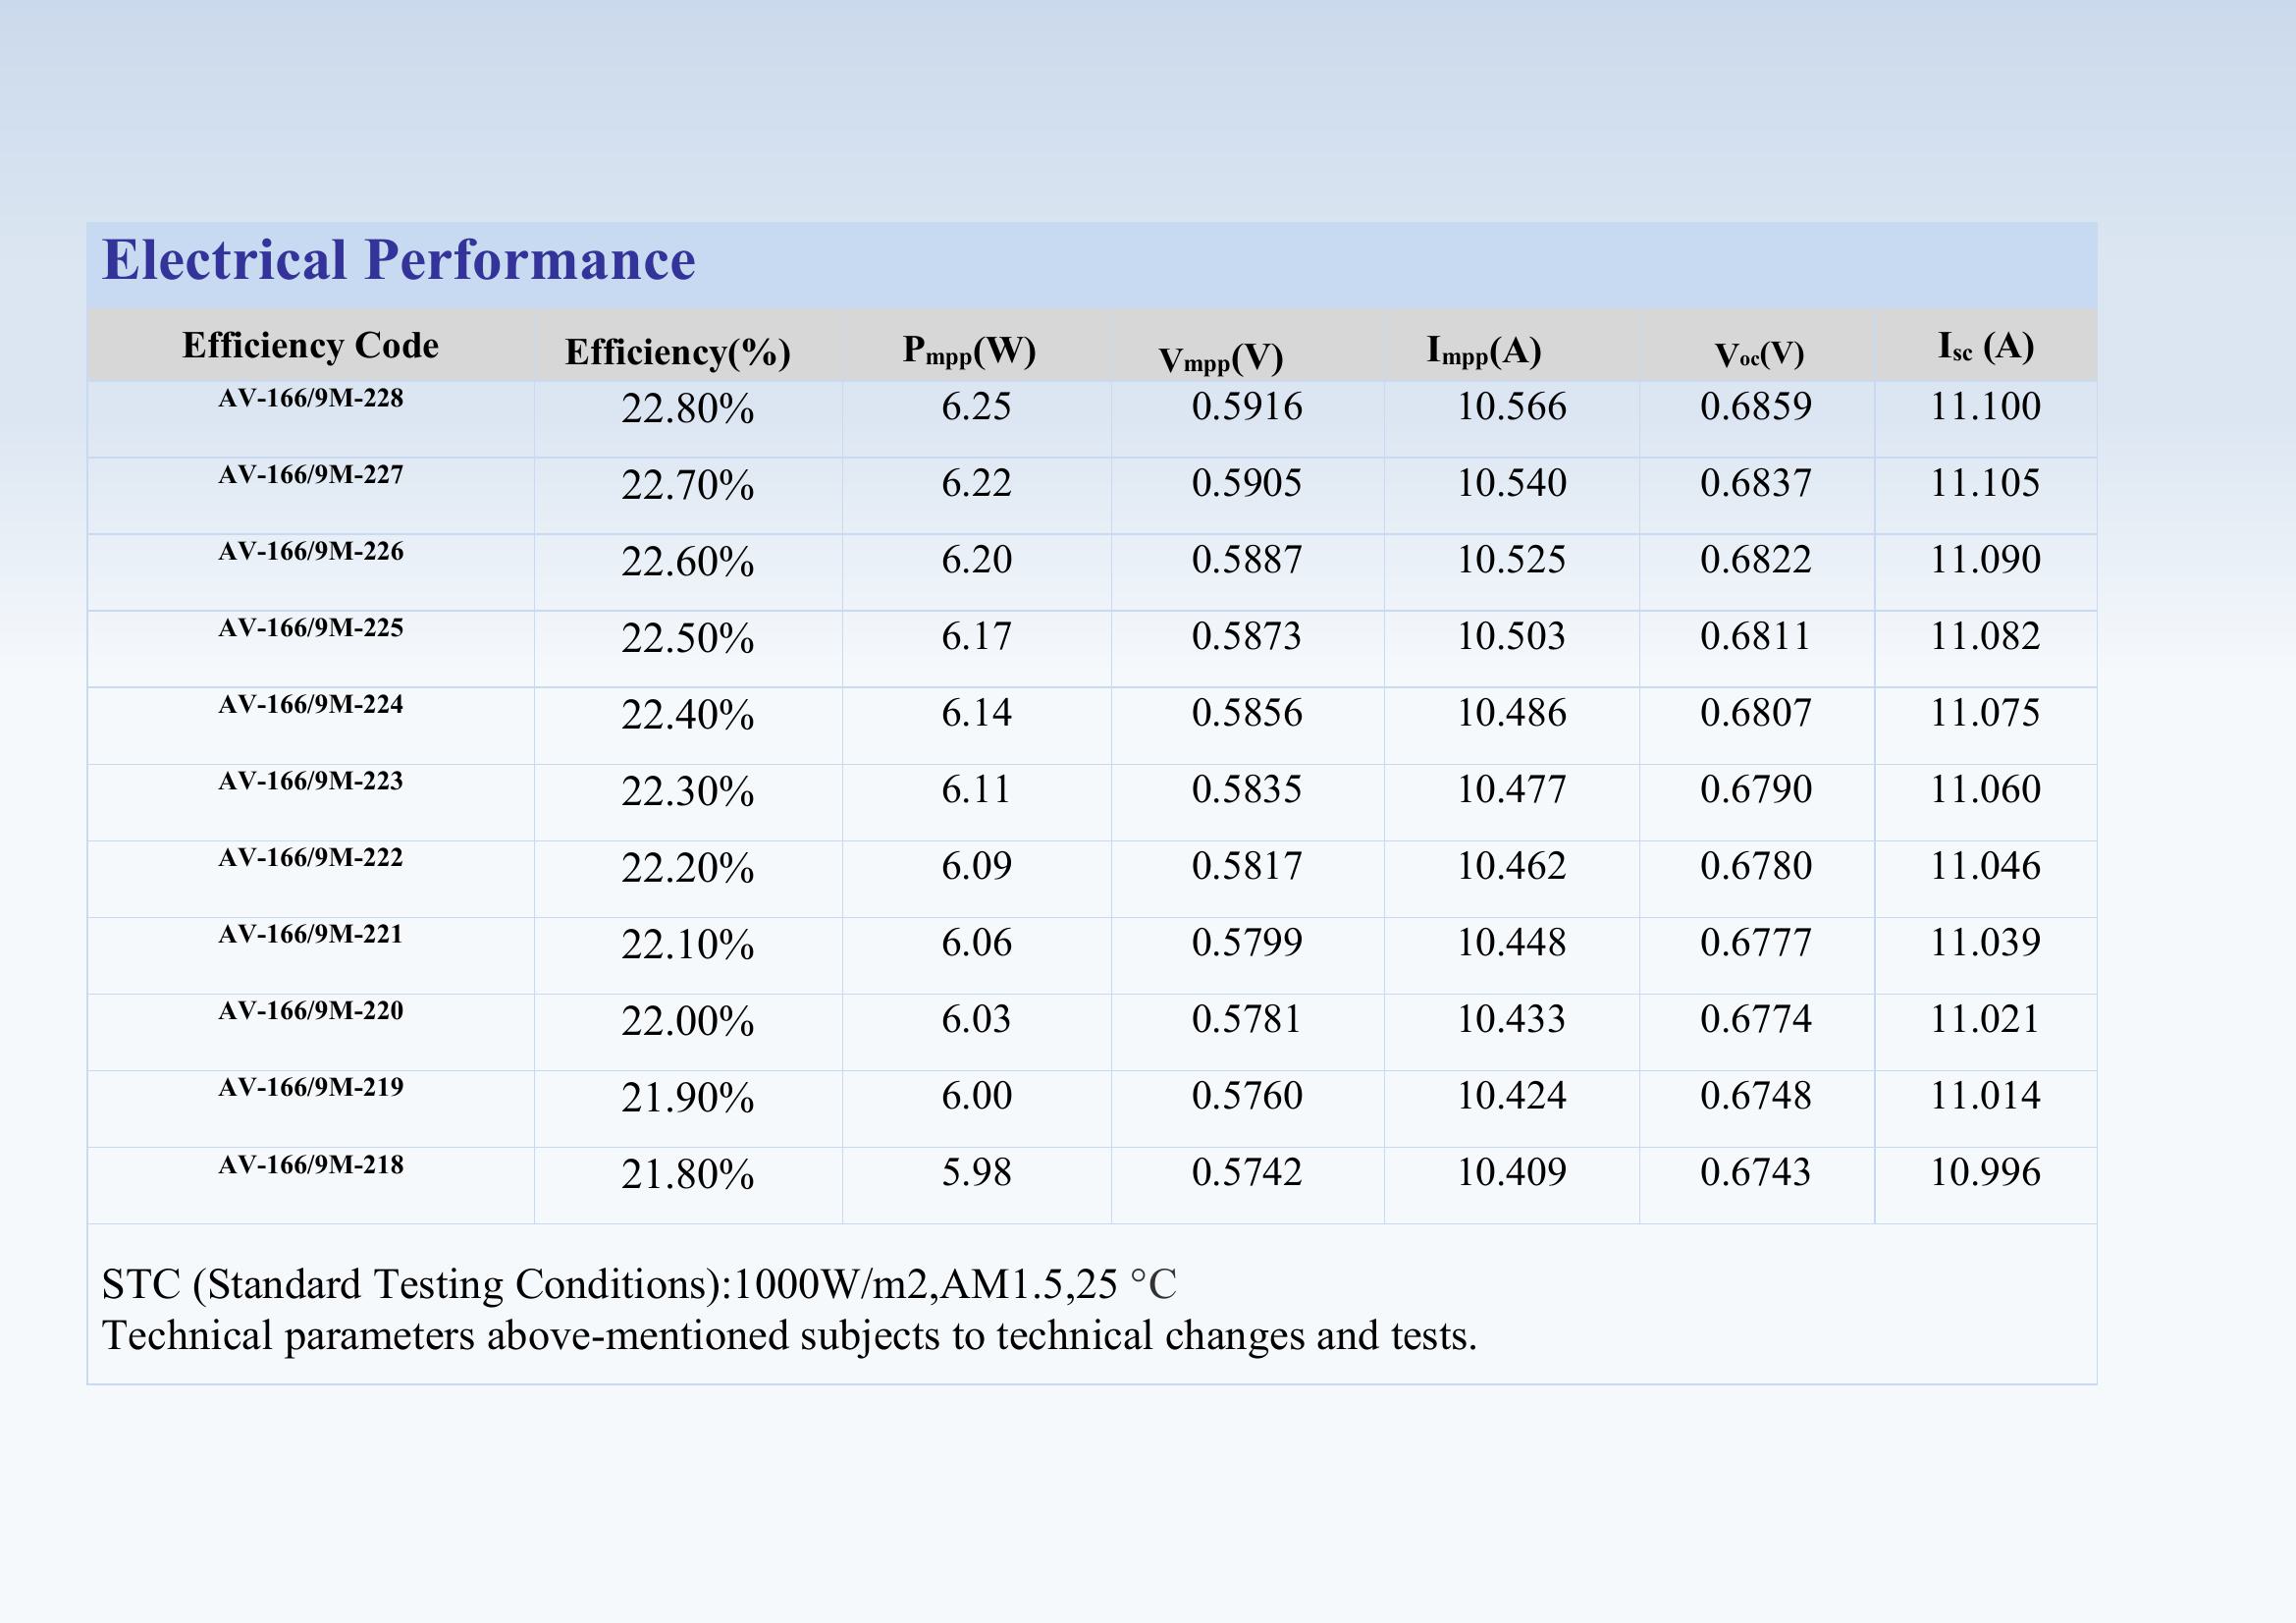 Electrical Performance
Efficiency Code Efficiency(%) Pmpp(W) Vmpp(V) Impp(A) Voc(V) Isc (A)
AV-166/9M-228 22.80% 6.25 0.5916 10.566 0.6859 11.100
AV-166/9M-227 22.70% 6.22 0.5905 10.540 0.6837 11.105
AV-166/9M-226 22.60% 6.20 0.5887 10.525 0.6822 11.090
AV-166/9M-225 22.50% 6.17 0.5873 10.503 0.6811 11.082
AV-166/9M-224 22.40% 6.14 0.5856 10.486 0.6807 11.075
AV-166/9M-223 22.30% 6.11 0.5835 10.477 0.6790 11.060
AV-166/9M-222 22.20% 6.09 0.5817 10.462 0.6780 11.046
AV-166/9M-221 22.10% 6.06 0.5799 10.448 0.6777 11.039
AV-166/9M-220 22.00% 6.03 0.5781 10.433 0.6774 11.021
AV-166/9M-219 21.90% 6.00 0.5760 10.424 0.6748 11.014
AV-166/9M-218 21.80% 5.98 0.5742 10.409 0.6743 10.996
STC (Standard Testing Conditions):1000W/m2,AM1.5,25 °C
Technical parameters above-mentioned subjects to technical changes and tests.